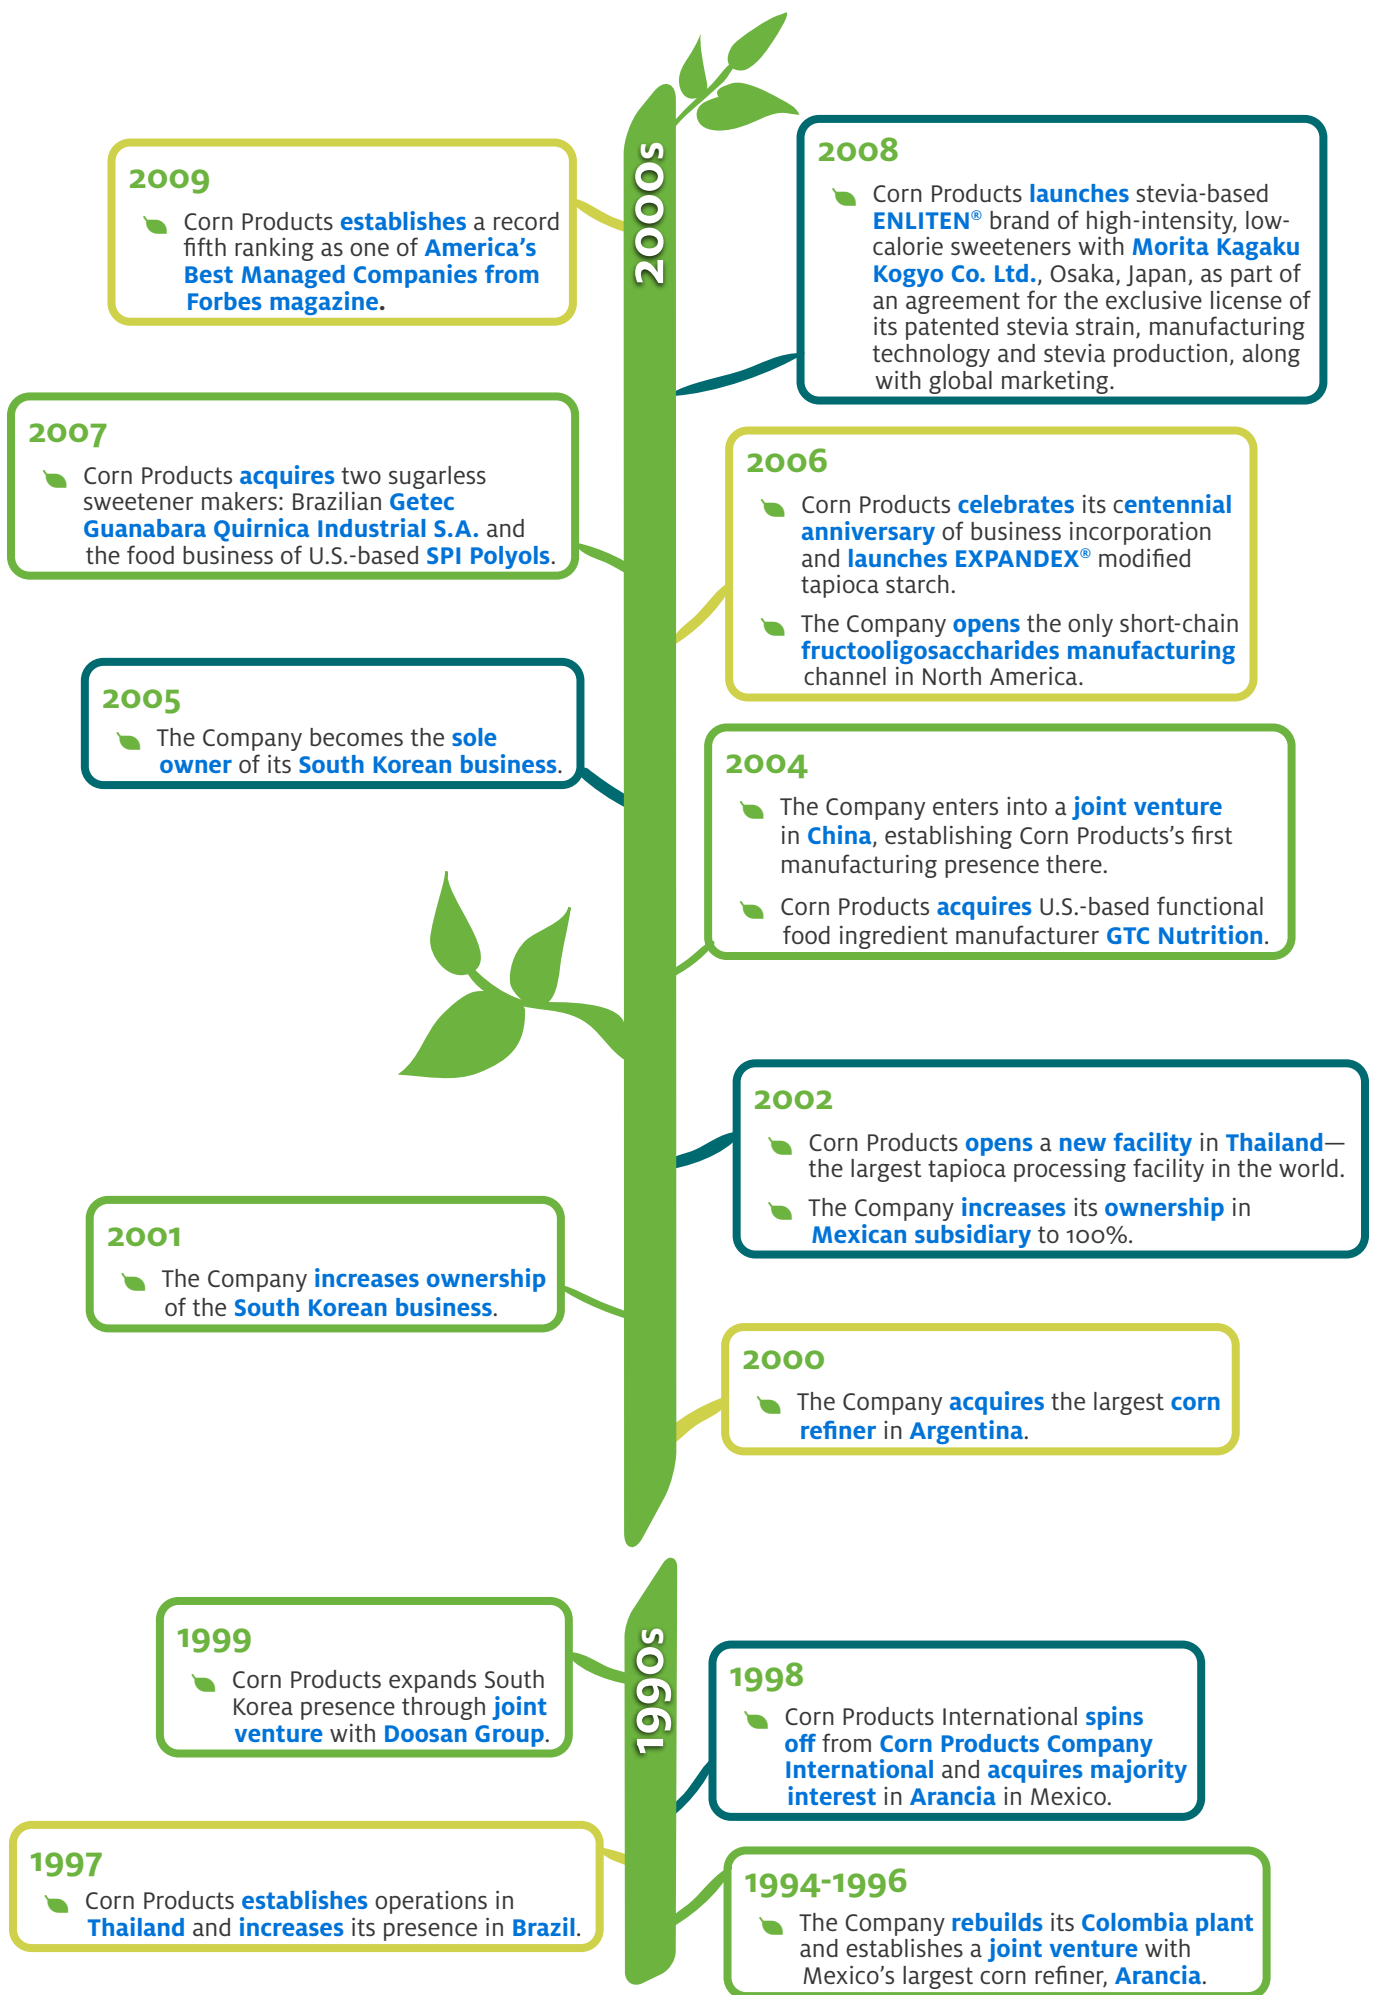 2000s
2009
Corn Products establishes a record
fifth ranking as one of America's
Best Managed Companies from
Forbes magazine.
2008
Corn Products launches stevia-based
ENLITEN® brand of high-intensity, low-
calorie sweeteners with Morita Kagaku
Kogyo Co. Ltd., Osaka, Japan, as part of
an agreement for the exclusive license of
its patented stevia strain, manufacturing
technology and stevia production, along
with global marketing.
2007
Corn Products acquires two sugarless
sweetener makers: Brazilian Getec
Guanabara Quirnica Industrial S.A. and
the food business of U.S.-based SPI Polyols.
2006
Corn Products celebrates its centennial
anniversary of business incorporation
and launches EXPANDEX® modified
tapioca starch.
The Company opens the only short-chain
fructooligosaccharides manufacturing
channel in North America.
2005
The Company becomes the sole
owner of its South Korean business.
2004
The Company enters into a joint venture
in China, establishing Corn Products's first
manufacturing presence there.
Corn Products acquires U.S.-based functional
food ingredient manufacturer GTC Nutrition.
2002
Corn Products opens a new facility in Thailand—
the largest tapioca processing facility in the world.
The Company increases its ownership in
Mexican subsidiary to 100%.
2001
The Company increases ownership
of the South Korean business.
2000
The Company acquires the largest corn
refiner in Argentina.
1990s
1999
Corn Products expands South
Korea presence through joint
venture with Doosan Group.
1998
Corn Products International spins
off from Corn Products Company
International and acquires majority
interest in Arancia in Mexico.
1997
Corn Products establishes operations in
Thailand and increases its presence in Brazil.
1994-1996
The Company rebuilds its Colombia plant
and establishes a joint venture with
Mexico's largest corn refiner, Arancia.